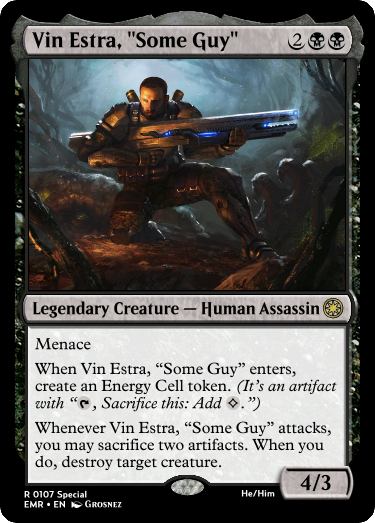 Vin Estra, "Some Guy" 2
Legendary Creature — Human Assassin
Menace
When Vin Estra, “Some Guy” enters,
create an Energy Cell token. (It’s an artifact
with “, Sacrifice this: Add .”)
Whenever Vin Estra, “Some Guy” attacks,
you may sacrifice two artifacts. When you
do, destroy target creature.
4/3
R 0107 Special He/Him
EMR • EN Grosnez